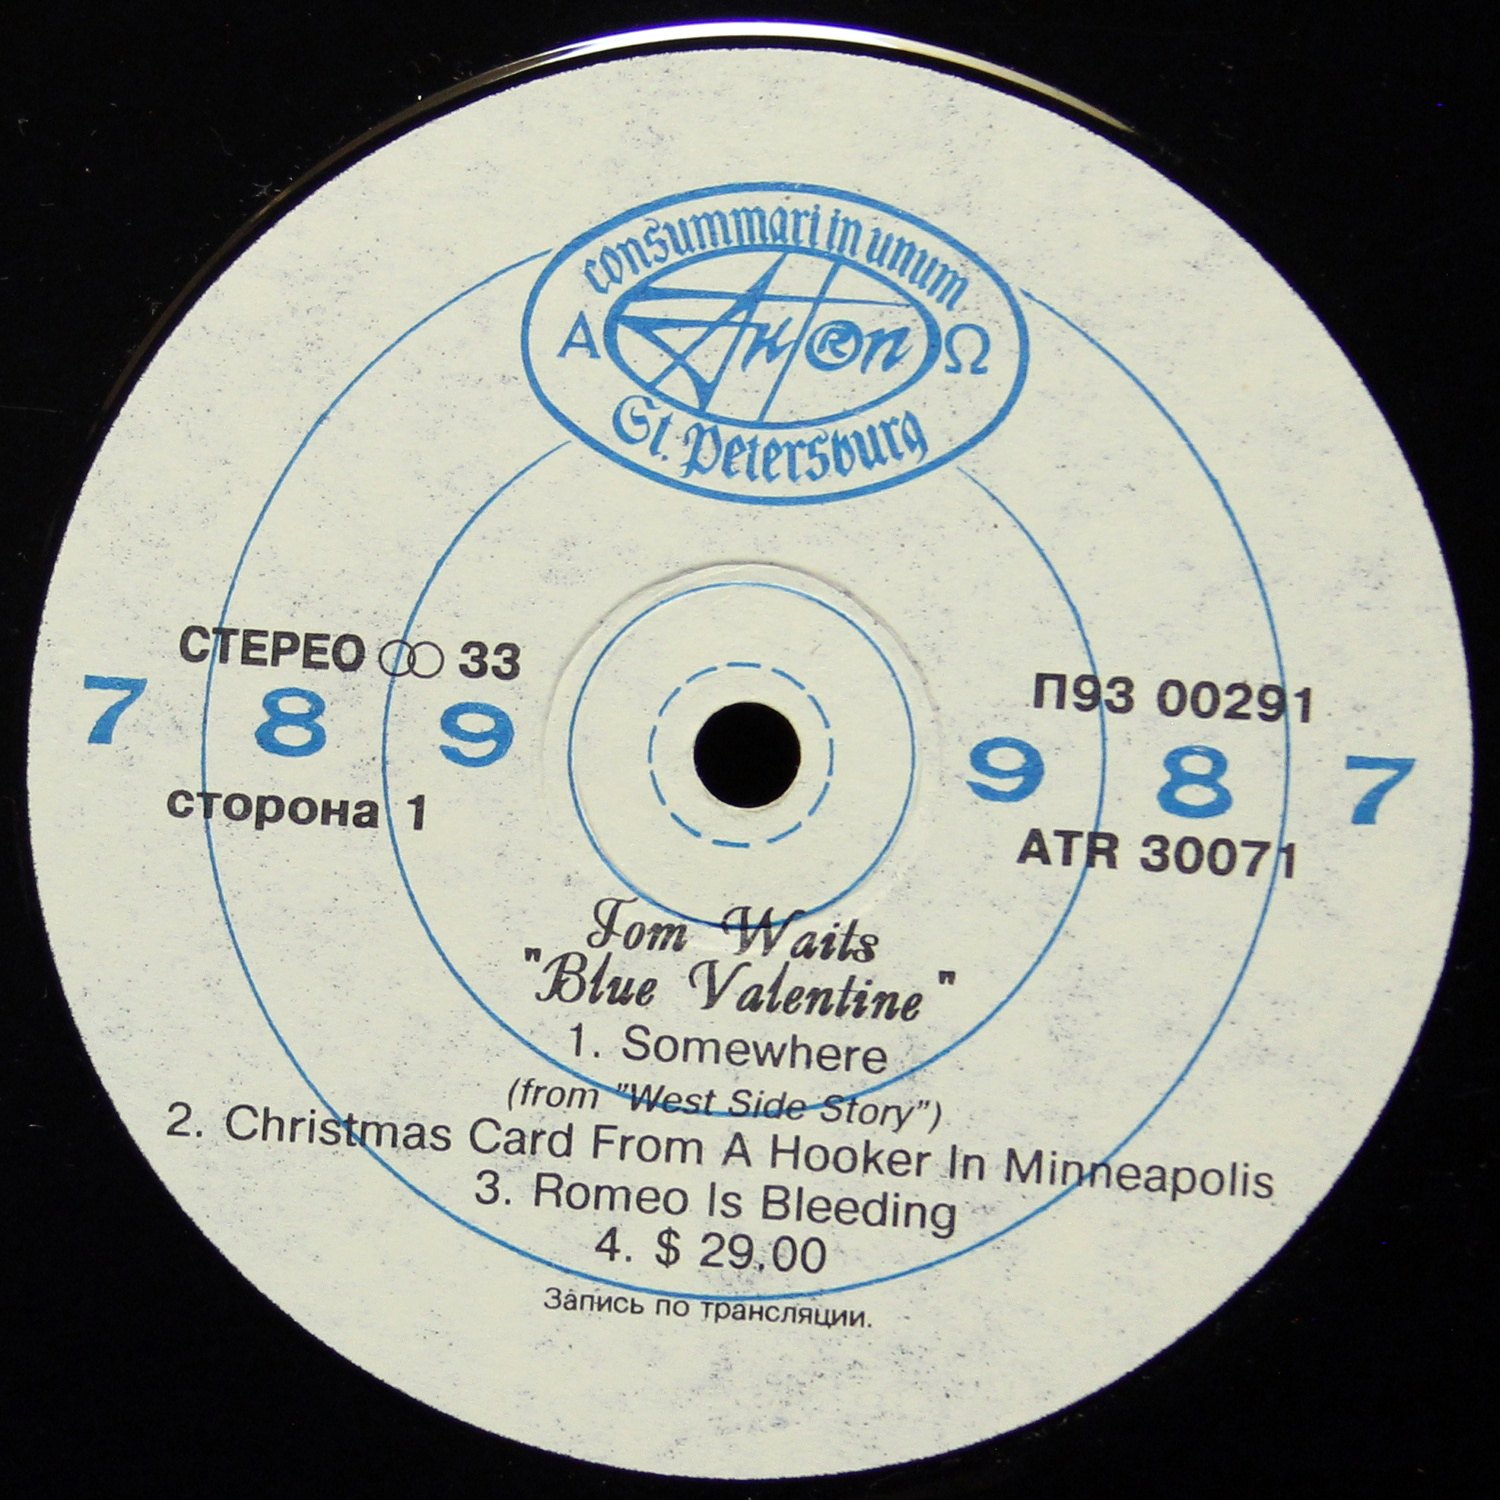 consummari in unum
А Антоп Ω
St. Petersburg
СТЕРЕО 33
П93 00291
7 8 9
9 8 7
сторона 1
ATR 30071
Tom Waits
"Blue Valentine"
1. Somewhere
(from "West Side Story")
2. Christmas Card From A Hooker In Minneapolis
3. Romeo Is Bleeding
4. $ 29.00
Запись по трансляции.